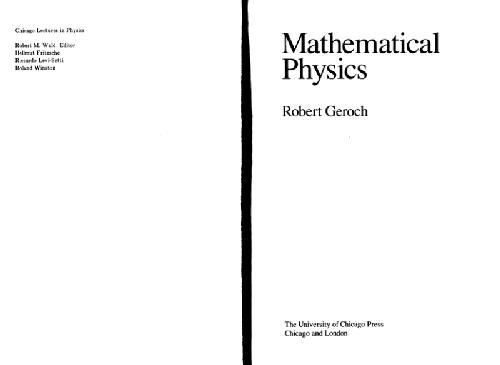 Chicago Lectures in Physics
Robert M. Wald, Editor
Hellmut Fritzsche
Riccardo Levi-Setti
Roland Winston
Mathematical
Physics
Robert Geroch
The University of Chicago Press
Chicago and London